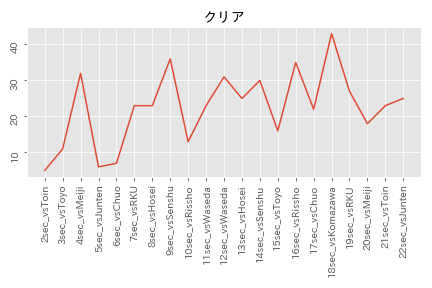 クリア
40
30
20
10
2sec_vsToin
3sec_vsToyo
4sec_vsMeiji
5sec_vsJunten
6sec_vsChuo
7sec_vsRKU
8sec_vsHosei
9sec_vsSenshu
10sec_vsRissho
11sec_vsWaseda
12sec_vsWaseda
13sec_vsHosei
14sec_vsSenshu
15sec_vsToyo
16sec_vsRissho
17sec_vsChuo
18sec_vsKomazawa
19sec_vsRKU
20sec_vsMeiji
21sec_vsToin
22sec_vsJunten